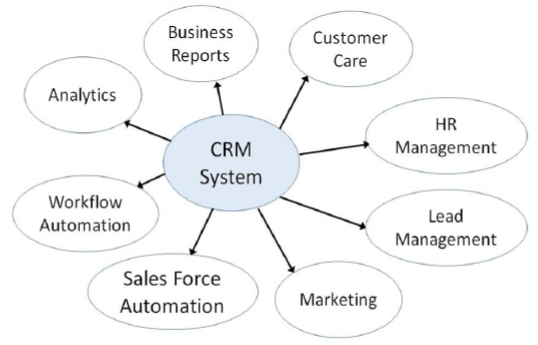 Business
Reports
Customer
Care
Analytics
HR
Management
CRM
System
Workflow
Automation
Lead
Management
Sales Force
Automation
Marketing